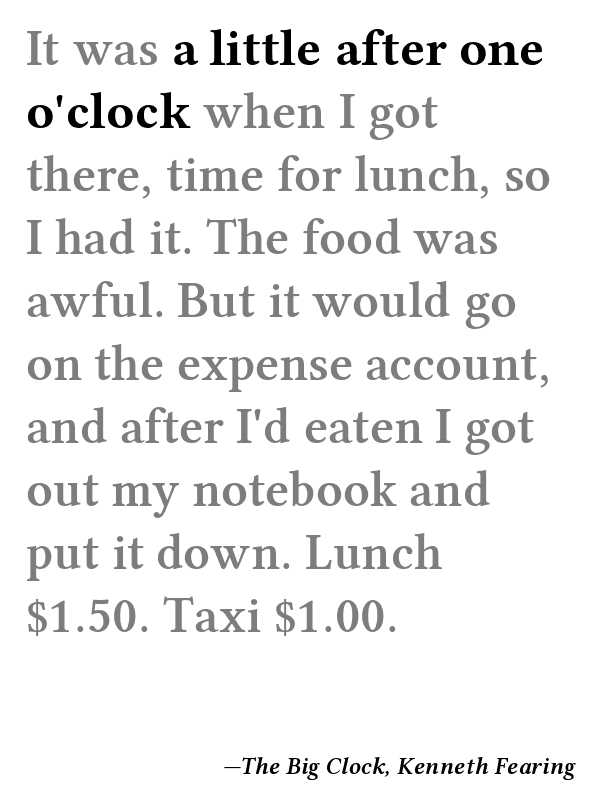 It was a little after one
o'clock when I got
there, time for lunch, so
I had it. The food was
awful. But it would go
on the expense account,
and after I'd eaten I got
out my notebook and
put it down. Lunch
$1.50. Taxi $1.00.
—The Big Clock, Kenneth Fearing